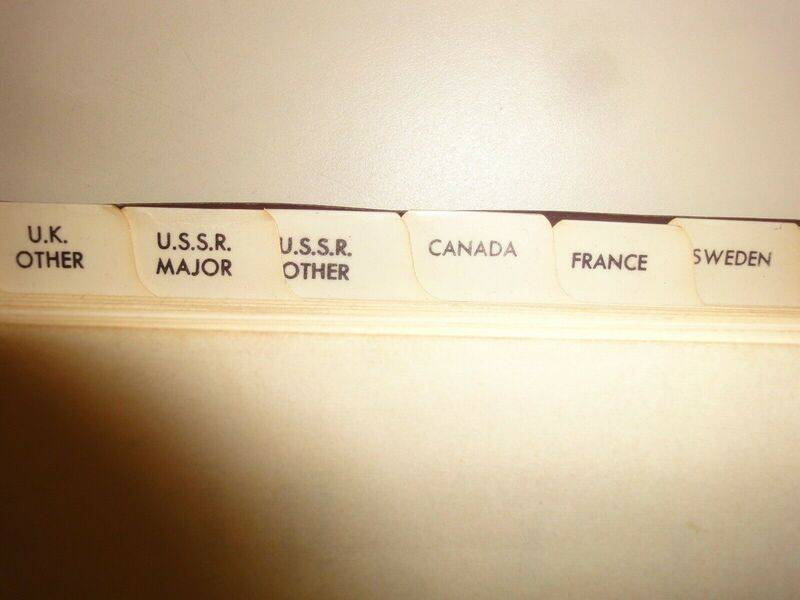 U.K.
OTHER
U.S.S.R.
MAJOR
U.S.S.R.
OTHER
CANADA
FRANCE
SWEDEN